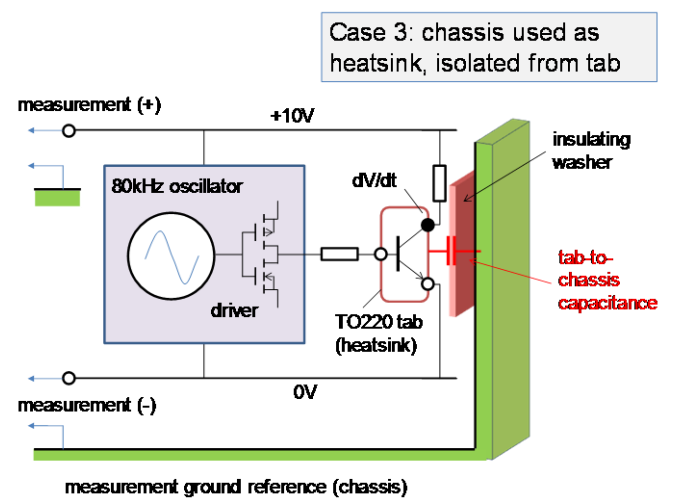 Case 3: chassis used as
heatsink, isolated from tab
measurement (+)
+10V
insulating
washer
80kHz oscillator
dV/dt
tab-to-
chassis
capacitance
driver
TO220 tab
(heatsink)
0V
measurement (-)
measurement ground reference (chassis)